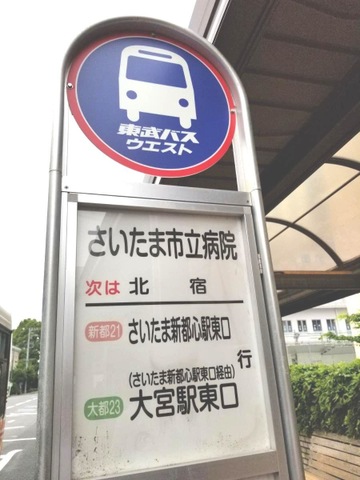 東武バス
ウエスト
さいたま市立病院
次は 北 宿
新都21 さいたま新都心駅東口
行
(さいたま新都心駅東口経由)
大都23 大宮駅東口